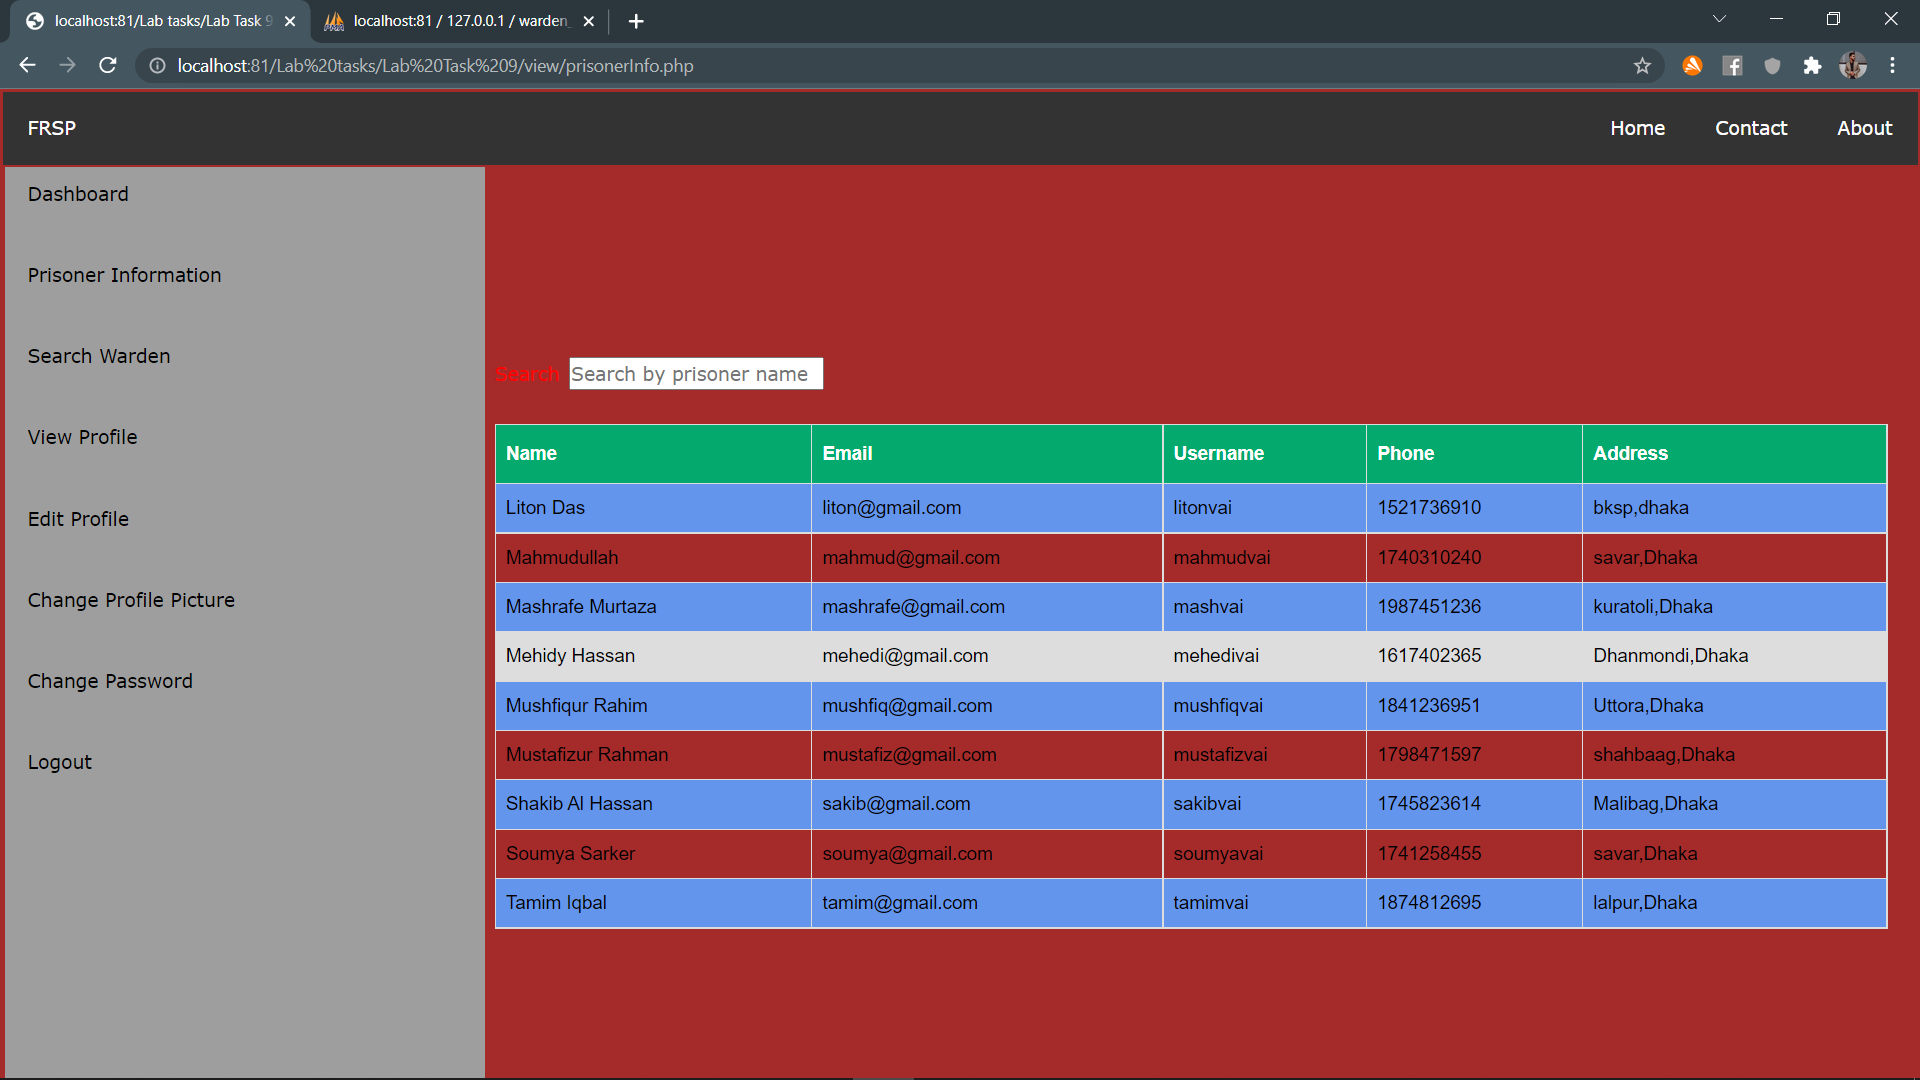 localhost:81/Lab tasks/Lab Task 9
localhost:81 / 127.0.0.1 / warden_
localhost:81/Lab%20tasks/Lab%20Task%209/view/prisonerInfo.php
FRSP Home Contact About
Dashboard
Prisoner Information
Search Warden
View Profile
Edit Profile
Change Profile Picture
Change Password
Logout
Search Search by prisoner name
Name Email Username Phone Address
Liton Das liton@gmail.com litonvai 1521736910 bksp,dhaka
Mahmudullah mahmud@gmail.com mahmudvai 1740310240 savar,Dhaka
Mashrafe Murtaza mashrafe@gmail.com mashvai 1987451236 kuratoli,Dhaka
Mehidy Hassan mehedi@gmail.com mehedivai 1617402365 Dhanmondi,Dhaka
Mushfiqur Rahim mushfiq@gmail.com mushfiqvai 1841236951 Uttora,Dhaka
Mustafizur Rahman mustafiz@gmail.com mustafizvai 1798471597 shahbaag,Dhaka
Shakib Al Hassan sakib@gmail.com sakibvai 1745823614 Malibag,Dhaka
Soumya Sarker soumya@gmail.com soumyavai 1741258455 savar,Dhaka
Tamim Iqbal tamim@gmail.com tamimvai 1874812695 lalpur,Dhaka